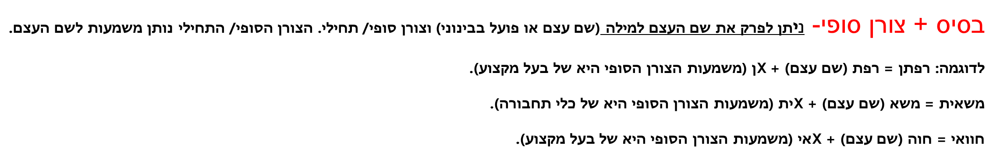 בסיס + צורן סופי- ניתן לפרק את שם העצם למילה (שם עצם או פועל בבינוני) וצורן סופי/ תחילי. הצורן הסופי/ התחילי נותן משמעות לשם העצם.
לדוגמה: רפתן = רפת (שם עצם) + Xן (משמעות הצורן הסופי היא של בעל מקצוע).
משאית = משא (שם עצם) + Xית (משמעות הצורן הסופי היא של כלי תחבורה).
חוואי = חוה (שם עצם) + Xאי (משמעות הצורן הסופי היא של בעל מקצוע).